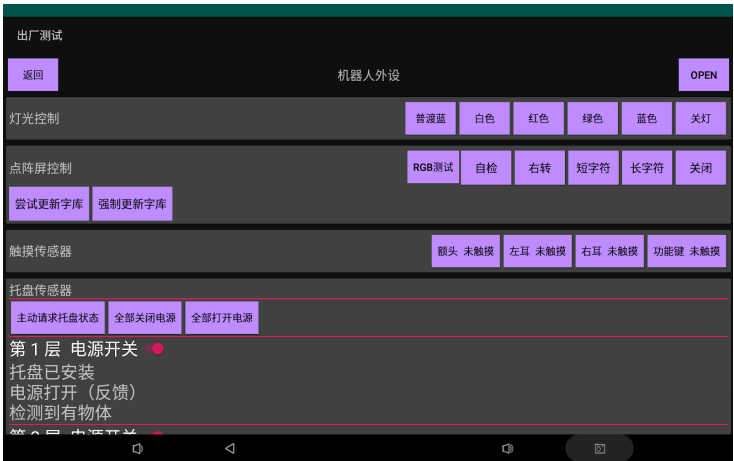 出厂测试
返回 机器人外设 OPEN
灯光控制 普渡蓝 白色 红色 绿色 蓝色 关灯
点阵屏控制 RGB测试 自检 右转 短字符 长字符 关闭
尝试更新字库 强制更新字库
触摸传感器 额头 未触摸 左耳 未触摸 右耳 未触摸 功能键 未触摸
托盘传感器
主动请求托盘状态 全部关闭电源 全部打开电源
第 1 层 电源开关
托盘已安装
电源打开（反馈）
检测到有物体